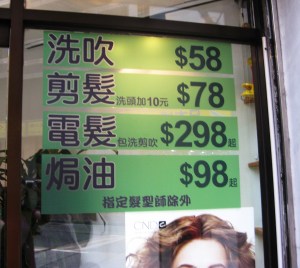 洗吹 $58
剪髮 洗頭加10元 $78
電髮 包洗剪吹 $298起
焗油 $98起
指定髮型師除外
CND